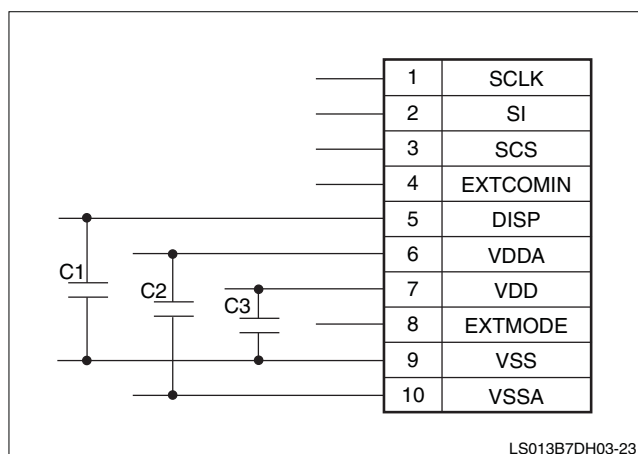 1 SCLK
2 SI
3 SCS
4 EXTCOMIN
5 DISP
6 VDDA
7 VDD
8 EXTMODE
9 VSS
10 VSSA
C1
C2
C3
LS013B7DH03-23